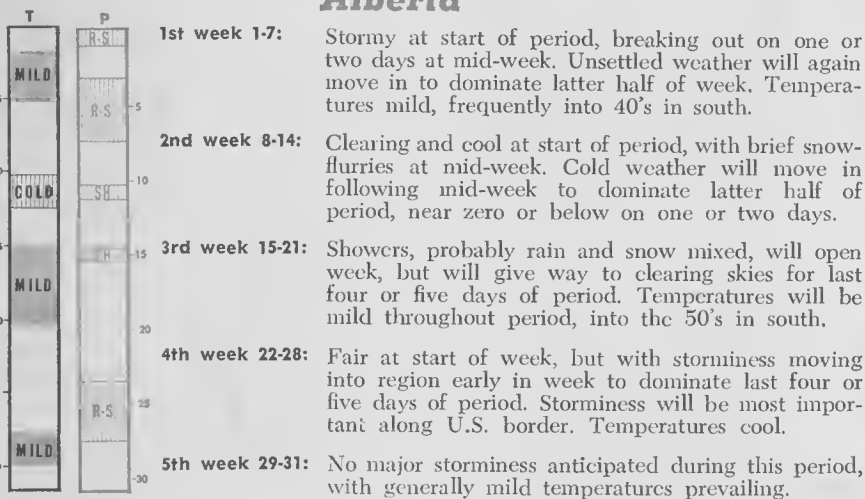 Alberta
T P
1st week 1-7: Stormy at start of period, breaking out on one or
two days at mid-week. Unsettled weather will again
move in to dominate latter half of week. Tempera-
tures mild, frequently into 40's in south.
2nd week 8-14: Clearing and cool at start of period, with brief snow-
flurries at mid-week. Cold weather will move in
following mid-week to dominate latter half of
period, near zero or below on one or two days.
3rd week 15-21: Showers, probably rain and snow mixed, will open
week, but will give way to clearing skies for last
four or five days of period. Temperatures will be
mild throughout period, into the 50's in south.
4th week 22-28: Fair at start of week, but with storminess moving
into region early in week to dominate last four or
five days of period. Storminess will be most impor-
tant along U.S. border. Temperatures cool.
5th week 29-31: No major storminess anticipated during this period,
with generally mild temperatures prevailing.
MILD
COLD
MILD
MILD
R-S
R-S
SH
R-S
5
10
15
20
25
30